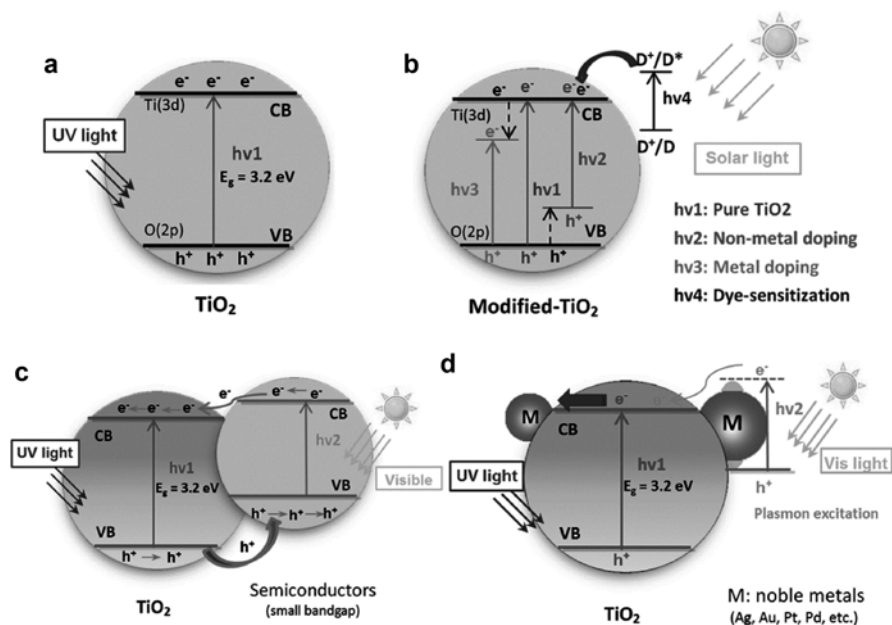 a
e- e- e-
Ti(3d)
CB
UV light
hv1
Eg = 3.2 eV
O(2p)
VB
h+ h+ h+
TiO2
b
D+/D*
e- e- e- e-
Ti(3d)
CB
hv4
e-
D+/D
hv2
Solar light
hv3
hv1
h+
O(2p)
VB
h+ h+ h+
Modified-TiO2
hv1: Pure TiO2
hv2: Non-metal doping
hv3: Metal doping
hv4: Dye-sensitization
c
e- e- e-
e-
e- e-
CB
CB
UV light
hv1
Eg = 3.2 eV
hv2
Visible
VB
VB
h+ h+
h+
h+ h+ h+
TiO2
Semiconductors
(small bandgap)
d
e-
M
e-
e-
M
hv2
CB
UV light
hv1
Eg = 3.2 eV
Vis light
h+
Plasmon excitation
VB
h+
TiO2
M: noble metals
(Ag, Au, Pt, Pd, etc.)